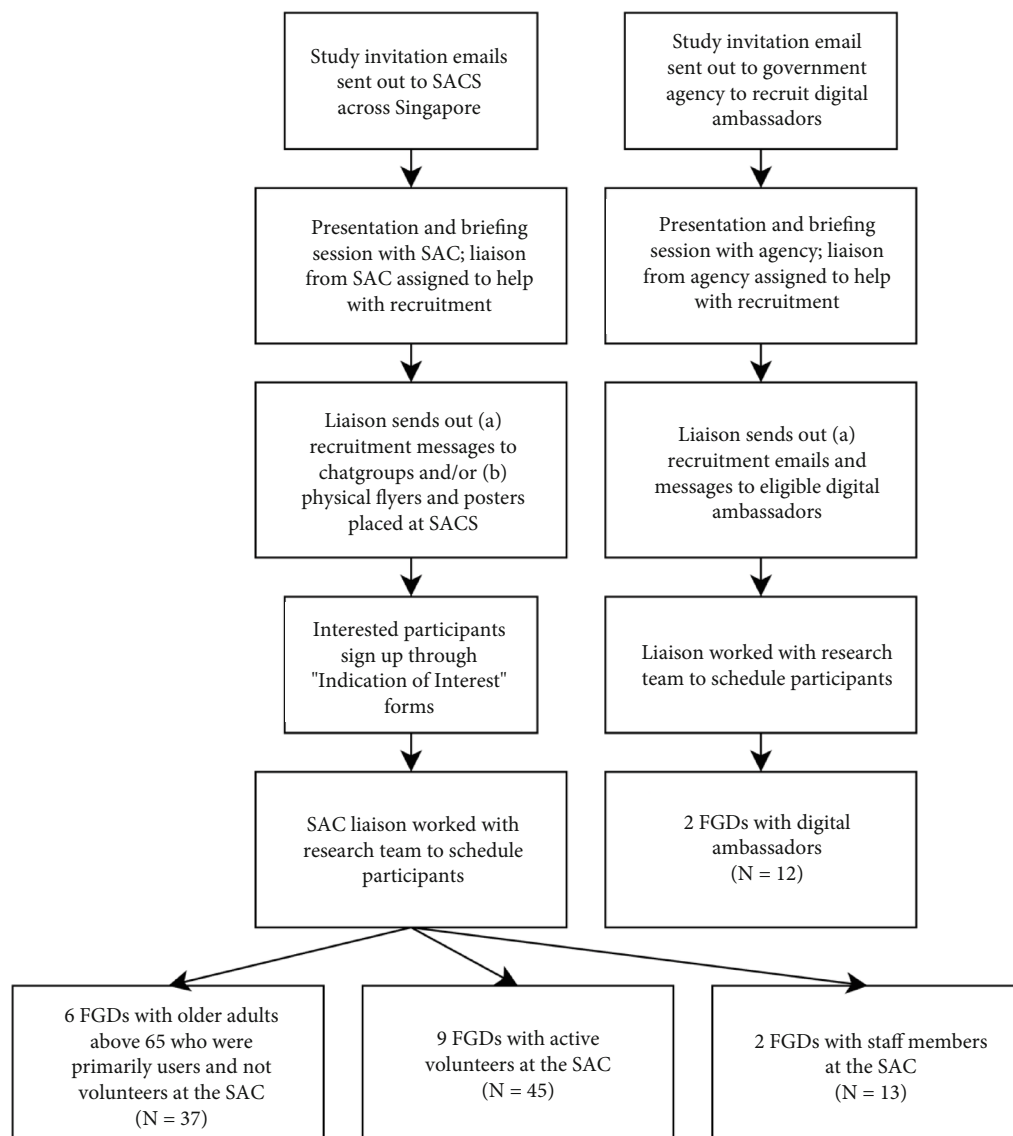 Study invitation emails
sent out to SACS
across Singapore
Study invitation email
sent out to government
agency to recruit digital
ambassadors
Presentation and briefing
session with SAC; liaison
from SAC assigned to help
with recruitment
Presentation and briefing
session with agency; liaison
from agency assigned to help
with recruitment
Liaison sends out (a)
recruitment messages to
chatgroups and/or (b)
physical flyers and posters
placed at SACS
Liaison sends out (a)
recruitment emails and
messages to eligible digital
ambassadors
Interested participants
sign up through
"Indication of Interest"
forms
Liaison worked with research
team to schedule participants
SAC liaison worked with
research team to schedule
participants
2 FGDs with digital
ambassadors
(N = 12)
6 FGDs with older adults
above 65 who were
primarily users and not
volunteers at the SAC
(N = 37)
9 FGDs with active
volunteers at the SAC
(N = 45)
2 FGDs with staff members
at the SAC
(N = 13)